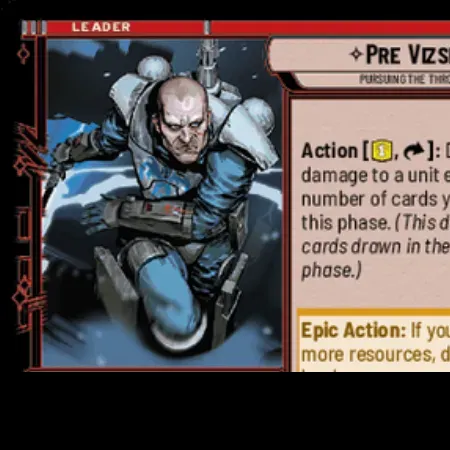 LEADER
PRE VIZS
PURSUING THE THR
Action [1, ]: D
damage to a unit e
number of cards y
this phase. (This d
cards drawn in the
phase.)
Epic Action: If you
more resources, d